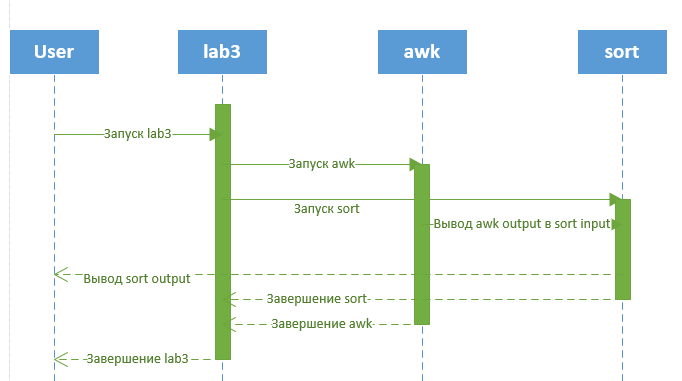 User
lab3
awk
sort
Запуск lab3
Запуск awk
Запуск sort
Вывод awk output в sort input
Вывод sort output
Завершение sort
Завершение awk
Завершение lab3